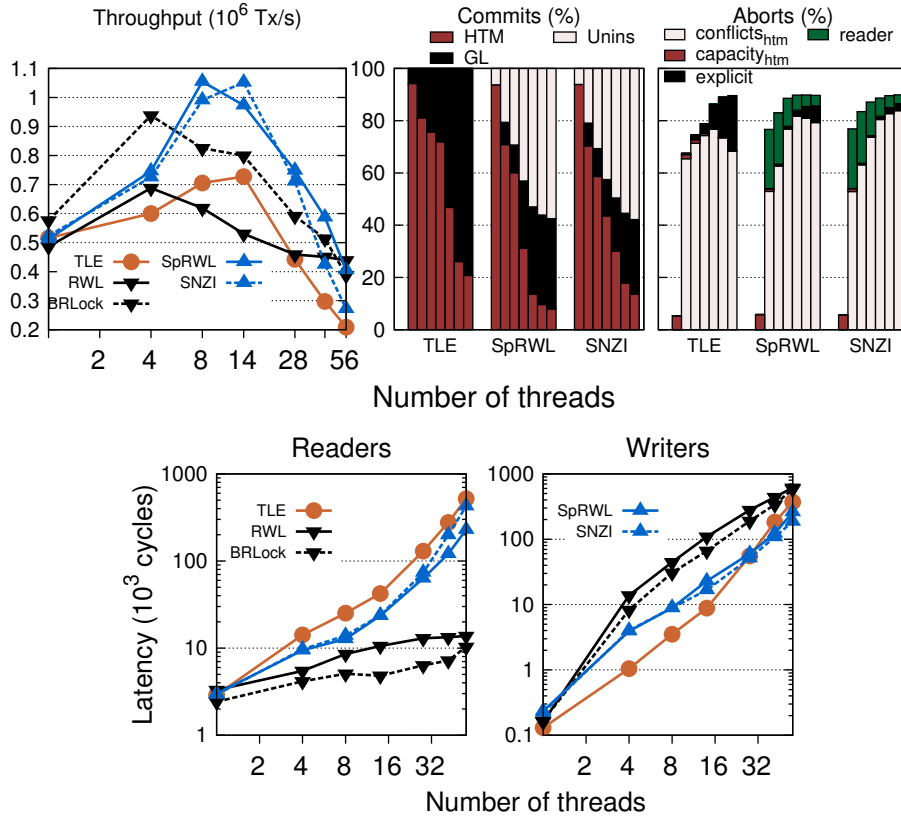 Throughput (10⁶ Tx/s)
1.1
1
0.9
0.8
0.7
0.6
0.5
0.4
0.3
0.2
TLE
RWL
BRLock
SpRWL
SNZI
2 4 8 14 28 56
Commits (%)
HTM
GL
Unins
100
80
60
40
20
0
TLE SpRWL SNZI
Aborts (%)
conflicts_htm
capacity_htm
explicit
reader
TLE SpRWL SNZI
Number of threads
Readers
Latency (10³ cycles)
1000
100
10
1
TLE
RWL
BRLock
2 4 8 16 32
Writers
1000
100
10
1
0.1
SpRWL
SNZI
2 4 8 16 32
Number of threads